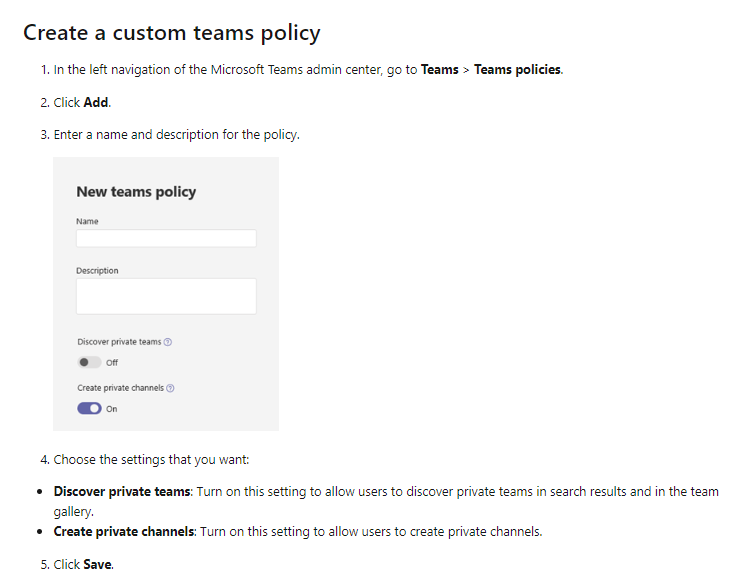 Create a custom teams policy
1. In the left navigation of the Microsoft Teams admin center, go to Teams > Teams policies.
2. Click Add.
3. Enter a name and description for the policy.
New teams policy
Name
Description
Discover private teams ?
Off
Create private channels ?
On
4. Choose the settings that you want:
• Discover private teams: Turn on this setting to allow users to discover private teams in search results and in the team
gallery.
• Create private channels: Turn on this setting to allow users to create private channels.
5. Click Save.